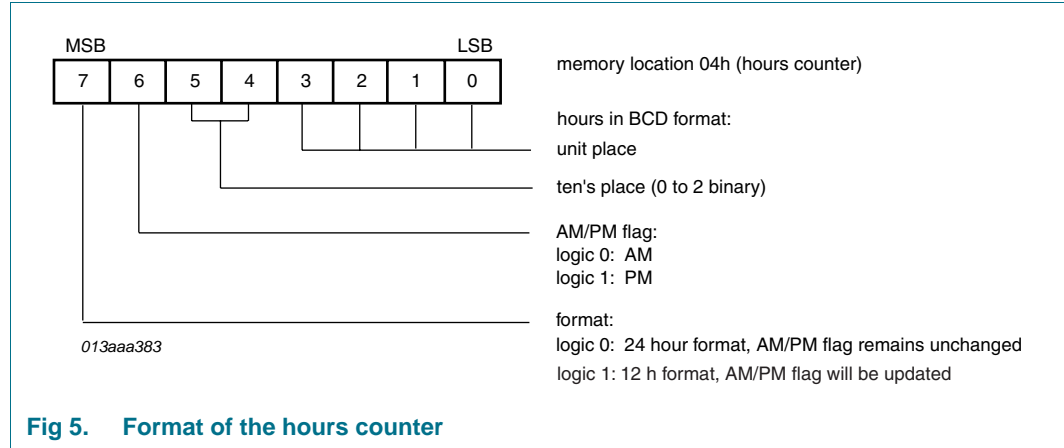 MSB LSB
7 6 5 4 3 2 1 0
memory location 04h (hours counter)
hours in BCD format:
unit place
ten's place (0 to 2 binary)
AM/PM flag:
logic 0: AM
logic 1: PM
format:
logic 0: 24 hour format, AM/PM flag remains unchanged
logic 1: 12 h format, AM/PM flag will be updated
013aaa383
Fig 5. Format of the hours counter